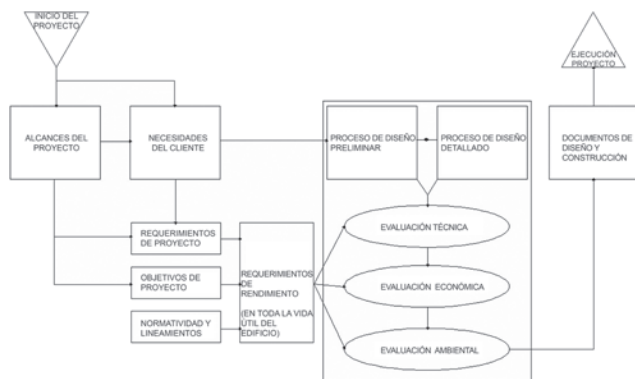 INICIO DEL
PROYECTO
EJECUCIÓN
PROYECTO
ALCANCES DEL
PROYECTO
NECESIDADES
DEL CLIENTE
PROCESO DE DISEÑO
PRELIMINAR
PROCESO DE DISEÑO
DETALLADO
DOCUMENTOS DE
DISEÑO Y
CONSTRUCCIÓN
REQUERIMIENTOS
DE PROYECTO
OBJETIVOS DE
PROYECTO
NORMATIVIDAD Y
LINEAMIENTOS
REQUERIMIENTOS
DE
RENDIMIENTO
(EN TODA LA VIDA
ÚTIL DEL
EDIFICIO)
EVALUACIÓN TÉCNICA
EVALUACIÓN ECONÓMICA
EVALUACIÓN AMBIENTAL